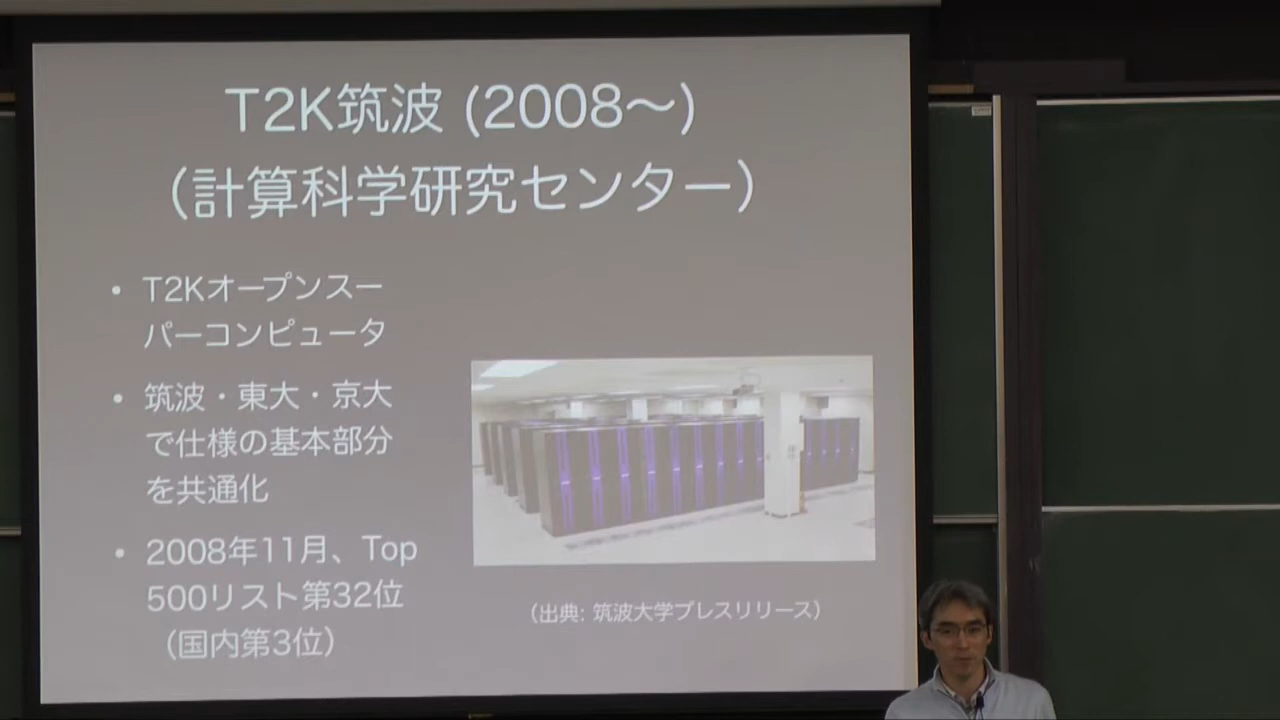 T2K筑波 (2008〜)
（計算科学研究センター）
• T2Kオープンスー
パーコンピュータ
• 筑波・東大・京大
で仕様の基本部分
を共通化
• 2008年11月、Top
500リスト第32位
（国内第3位）
（出典: 筑波大学プレスリリース）